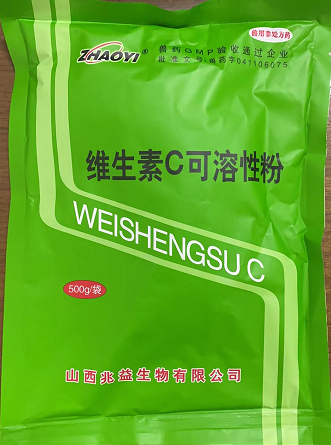 ZHAOYI® 兽药GMP验收通过企业
批准文号:兽药字041106075
兽用非处方药
维生素C可溶性粉
WEISHENGSU C
500g/袋
山西兆益生物有限公司